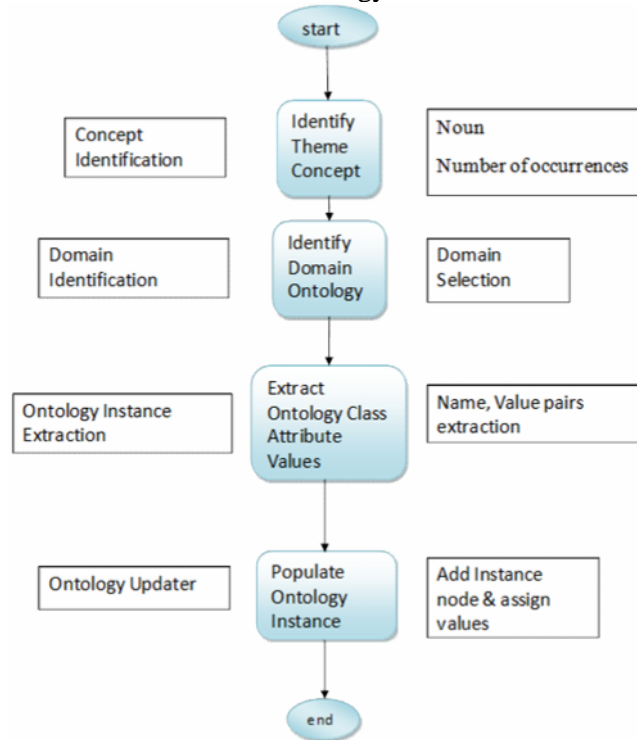 start
Concept
Identification
Identify
Theme
Concept
Noun
Number of occurrences
Domain
Identification
Identify
Domain
Ontology
Domain
Selection
Ontology Instance
Extraction
Extract
Ontology Class
Attribute
Values
Name, Value pairs
extraction
Ontology Updater
Populate
Ontology
Instance
Add Instance
node & assign
values
end